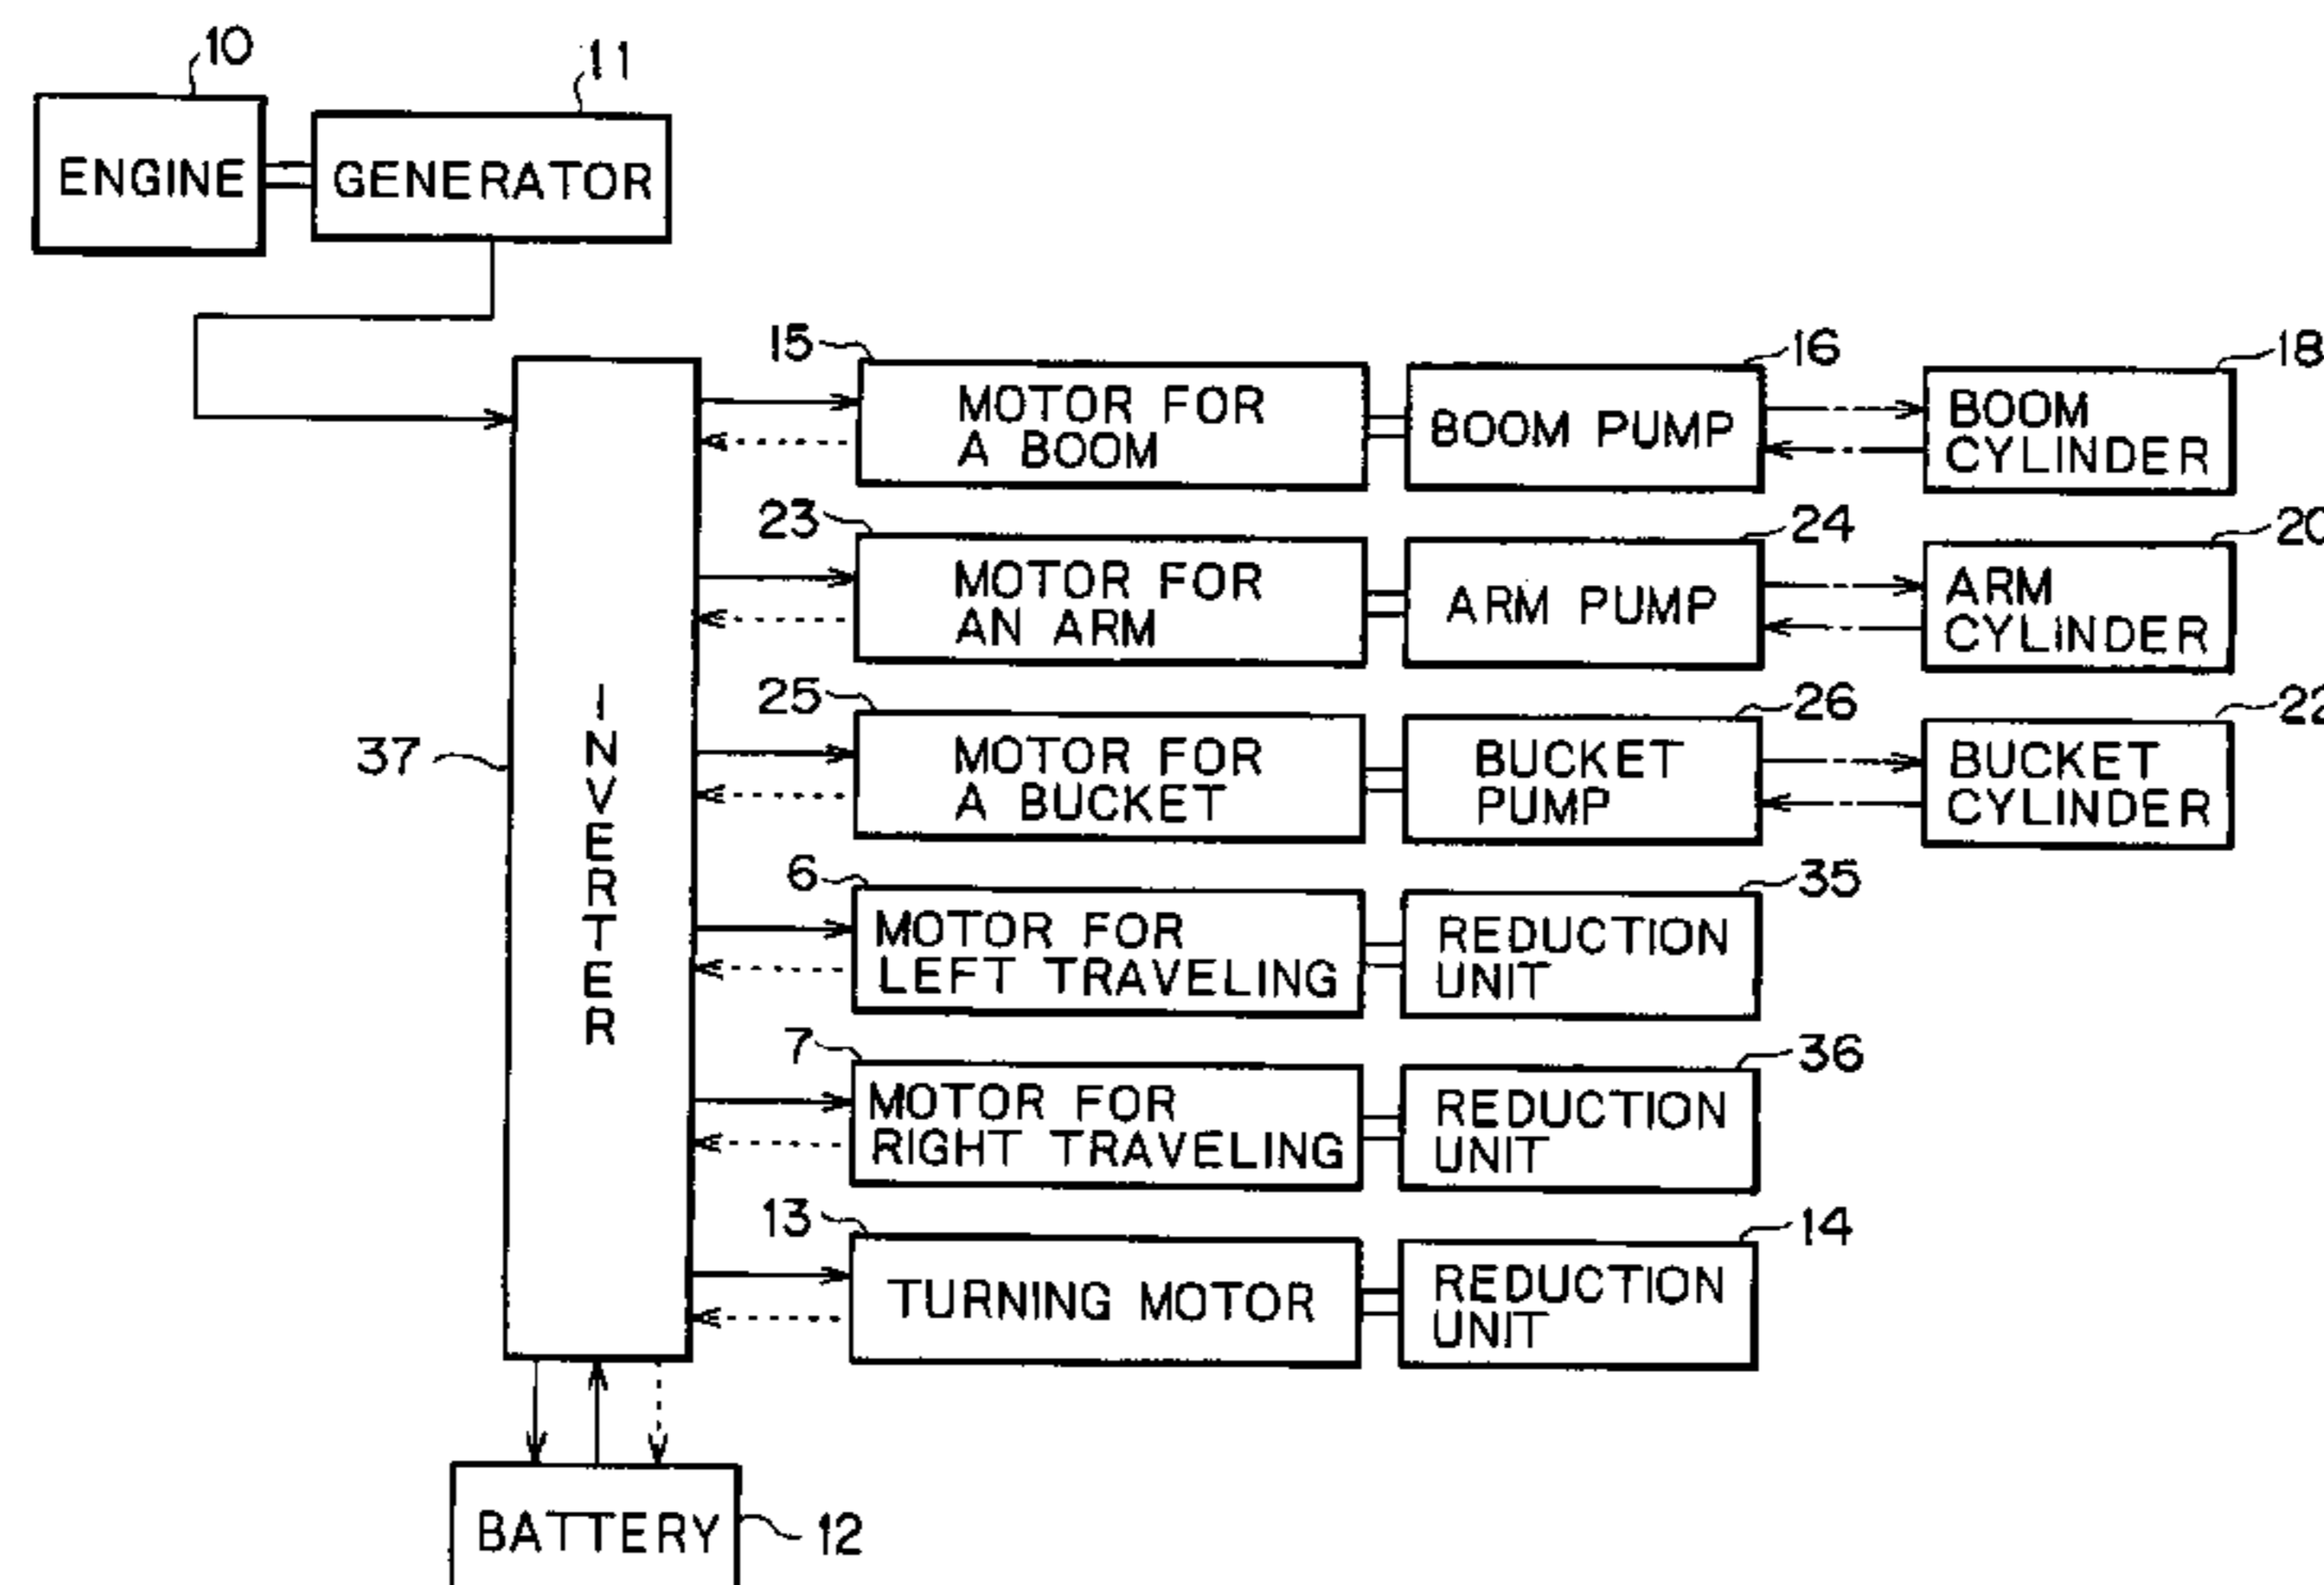 10
11
ENGINE
GENERATOR
15
16
18
MOTOR FOR
A BOOM
BOOM PUMP
BOOM
CYLINDER
23
24
20
MOTOR FOR
AN ARM
ARM PUMP
ARM
CYLINDER
25
26
22
37
INVERTER
MOTOR FOR
A BUCKET
BUCKET
PUMP
BUCKET
CYLINDER
6
35
MOTOR FOR
LEFT TRAVELING
REDUCTION
UNIT
7
36
MOTOR FOR
RIGHT TRAVELING
REDUCTION
UNIT
13
14
TURNING MOTOR
REDUCTION
UNIT
BATTERY
12